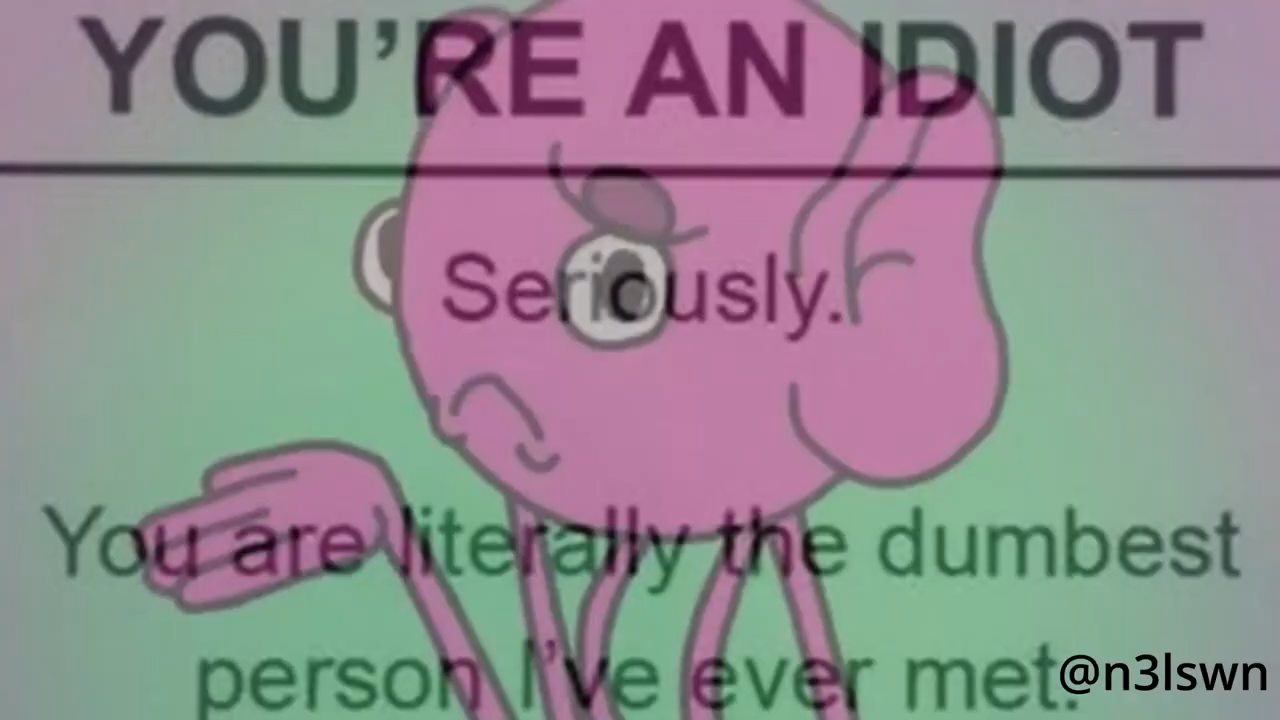 YOU’RE AN IDIOT
Seriously.
You are literally the dumbest
person I’ve ever met.
@n3lswn